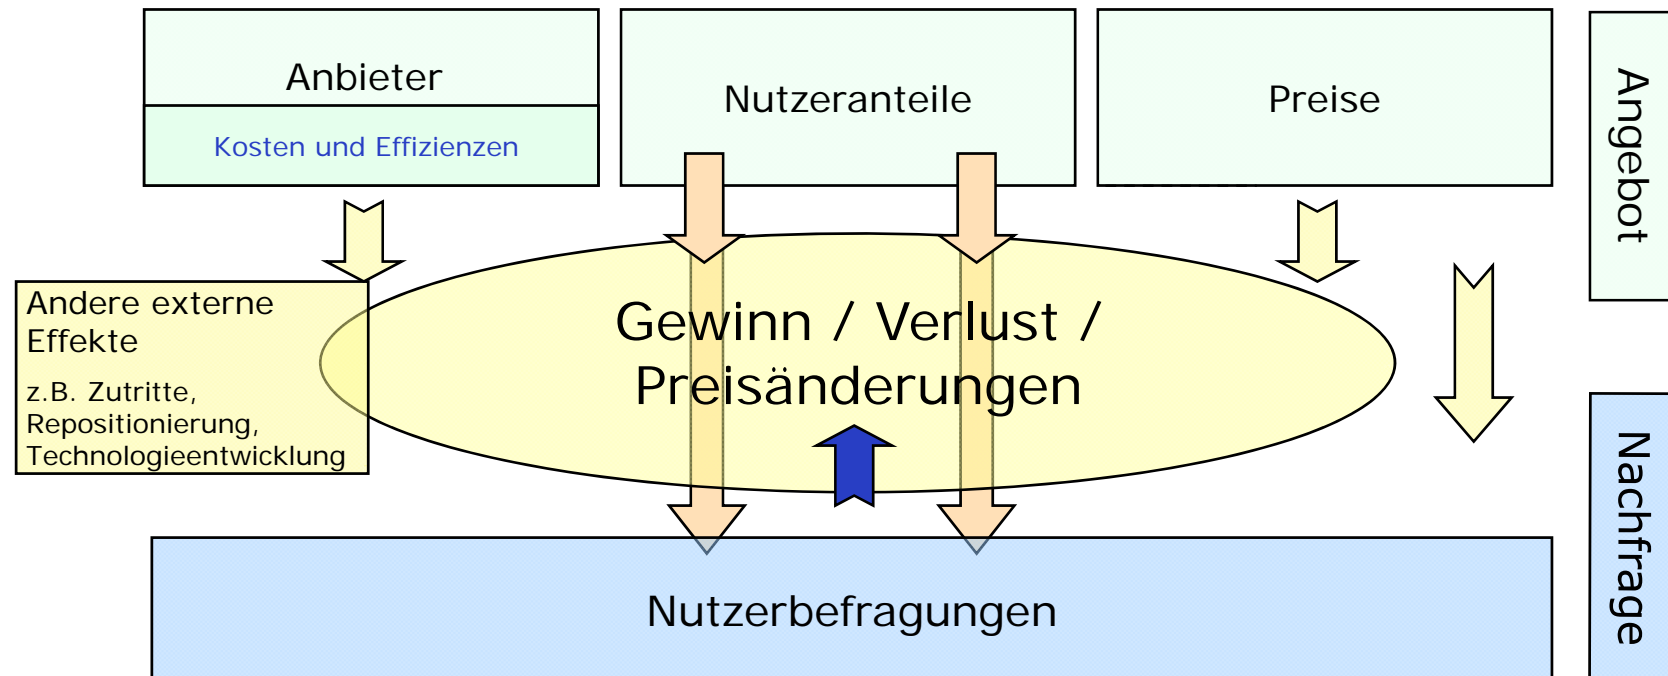 Anbieter
Kosten und Effizienzen
Nutzeranteile
Preise
Angebot
Andere externe
Effekte
z.B. Zutritte,
Repositionierung,
Technologieentwicklung
Gewinn / Verlust /
Preisänderungen
Nachfrage
Nutzerbefragungen